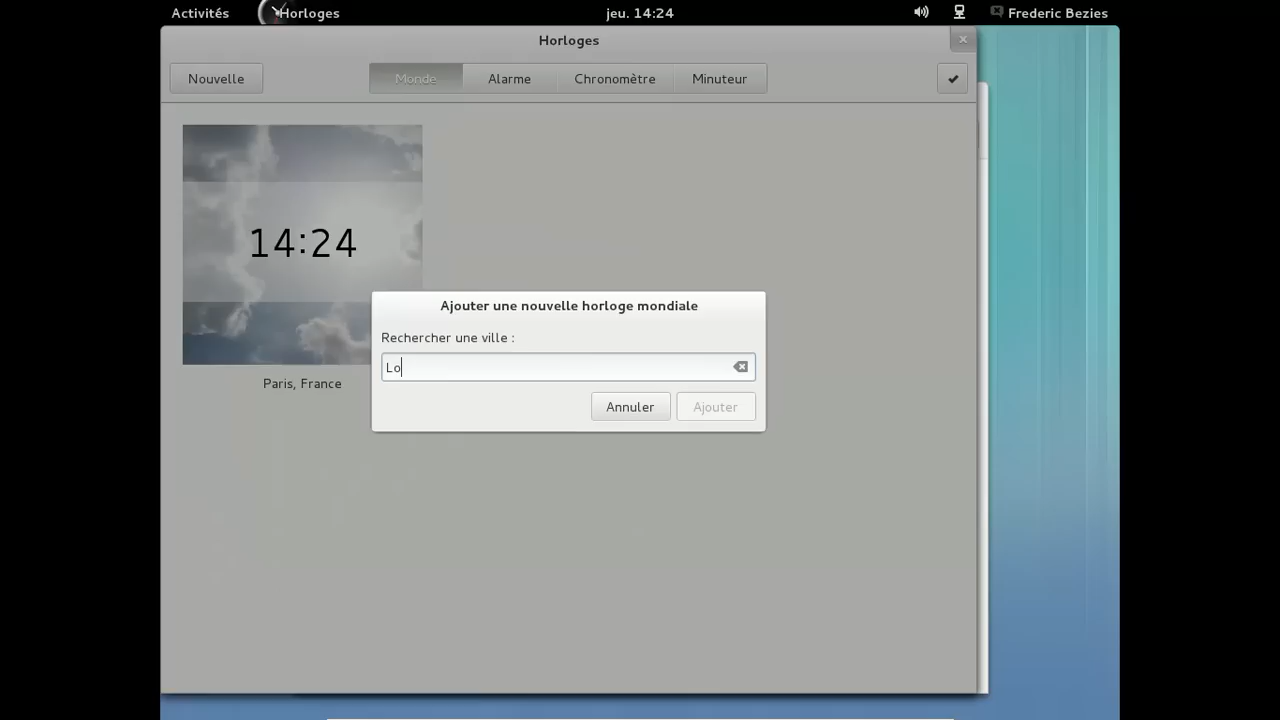 Activités Horloges jeu. 14:24 Frederic Bezies
Horloges
Nouvelle Monde Alarme Chronomètre Minuteur
14:24
Paris, France
Ajouter une nouvelle horloge mondiale
Rechercher une ville :
Lo
Annuler Ajouter